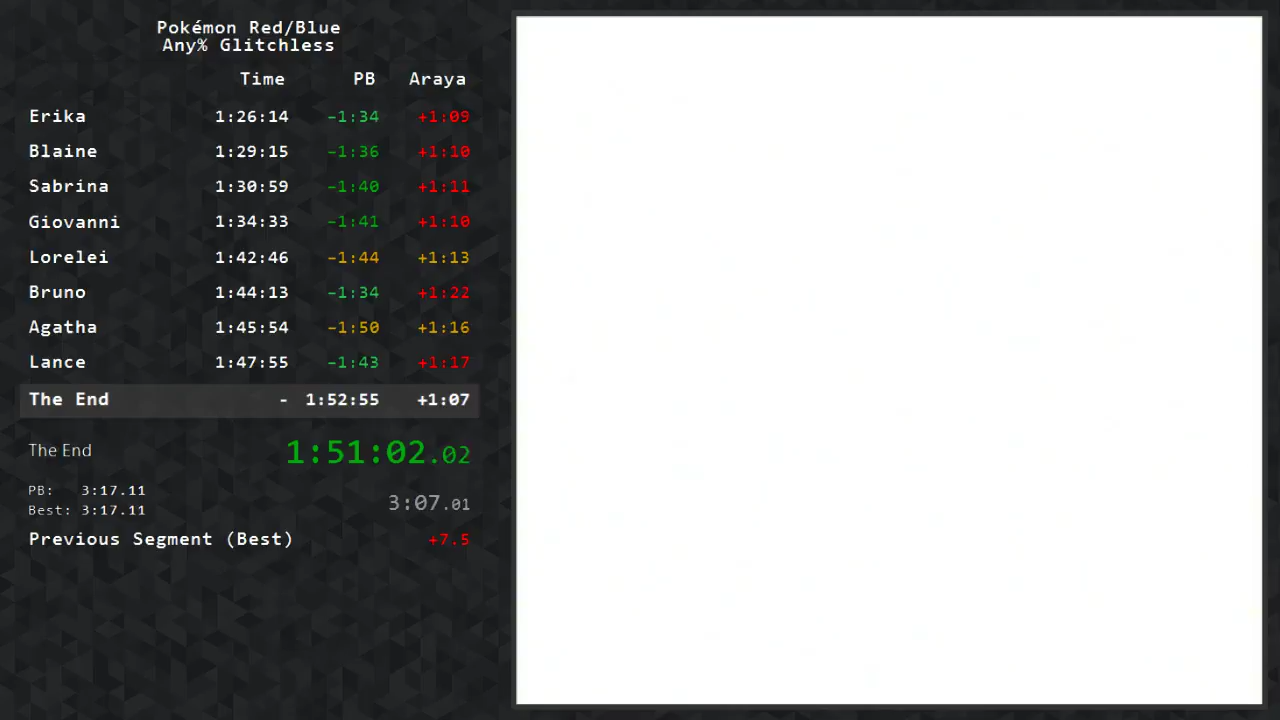 Pokémon Red/Blue
Any% Glitchless
Time PB Araya
Erika 1:26:14 -1:34 +1:09
Blaine 1:29:15 -1:36 +1:10
Sabrina 1:30:59 -1:40 +1:11
Giovanni 1:34:33 -1:41 +1:10
Lorelei 1:42:46 -1:44 +1:13
Bruno 1:44:13 -1:34 +1:22
Agatha 1:45:54 -1:50 +1:16
Lance 1:47:55 -1:43 +1:17
The End - 1:52:55 +1:07
The End 1:51:02.02
PB: 3:17.11
Best: 3:17.11 3:07.01
Previous Segment (Best) +7.5